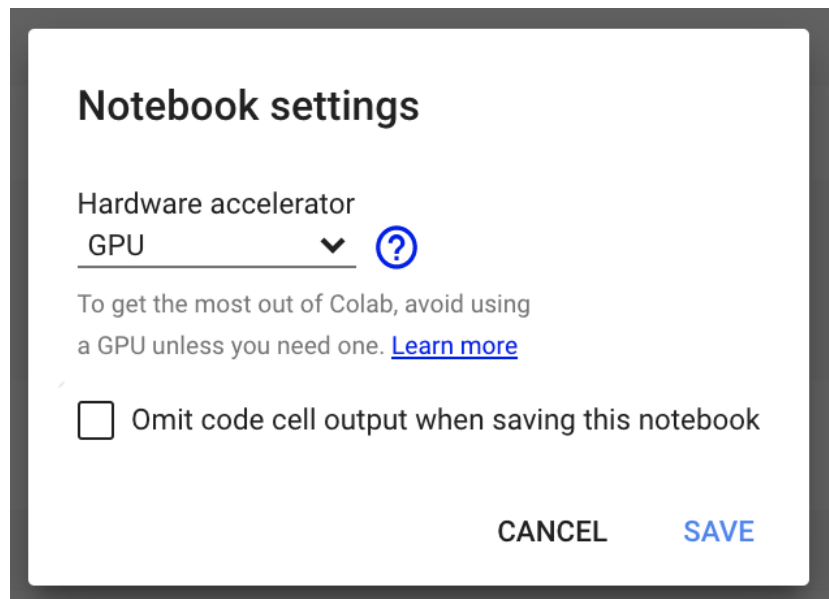 Notebook settings
Hardware accelerator
GPU
?
To get the most out of Colab, avoid using
a GPU unless you need one. Learn more
Omit code cell output when saving this notebook
CANCEL SAVE